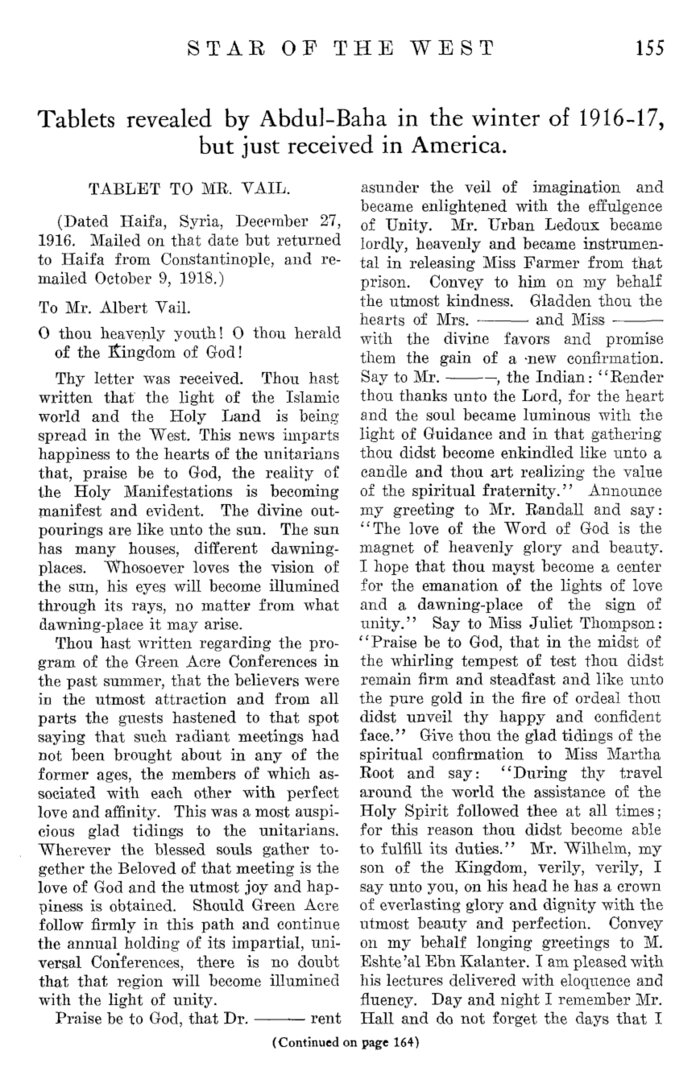 STAR OF THE WEST 155
Tablets revealed by Abdul-Baha in the winter of 1916-17,
but just received in America.
TABLET TO MR. VAIL.
(Dated Haifa, Syria, December 27,
1916. Mailed on that date but returned
to Haifa from Constantinople, and re-
mailed October 9, 1918.)
To Mr. Albert Vail.
O thou heavenly youth! O thou herald
of the Kingdom of God!
Thy letter was received. Thou hast
written that the light of the Islamic
world and the Holy Land is being
spread in the West. This news imparts
happiness to the hearts of the unitarians
that, praise be to God, the reality of
the Holy Manifestations is becoming
manifest and evident. The divine out-
pourings are like unto the sun. The sun
has many houses, different dawning-
places. Whosoever loves the vision of
the sun, his eyes will become illumined
through its rays, no matter from what
dawning-place it may arise.
Thou hast written regarding the pro-
gram of the Green Acre Conferences in
the past summer, that the believers were
in the utmost attraction and from all
parts the guests hastened to that spot
saying that such radiant meetings had
not been brought about in any of the
former ages, the members of which as-
sociated with each other with perfect
love and affinity. This was a most auspi-
cious glad tidings to the unitarians.
Wherever the blessed souls gather to-
gether the Beloved of that meeting is the
love of God and the utmost joy and hap-
piness is obtained. Should Green Acre
follow firmly in this path and continue
the annual holding of its impartial, uni-
versal Conferences, there is no doubt
that that region will become illumined
with the light of unity.
Praise be to God, that Dr. ——— rent
asunder the veil of imagination and
became enlightened with the effulgence
of Unity. Mr. Urban Ledoux became
lordly, heavenly and became instrumen-
tal in releasing Miss Farmer from that
prison. Convey to him on my behalf
the utmost kindness. Gladden thou the
hearts of Mrs. ——— and Miss ———
with the divine favors and promise
them the gain of a new confirmation.
Say to Mr. ———, the Indian: "Render
thou thanks unto the Lord, for the heart
and the soul became luminous with the
light of Guidance and in that gathering
thou didst become enkindled like unto a
candle and thou art realizing the value
of the spiritual fraternity." Announce
my greeting to Mr. Randall and say:
"The love of the Word of God is the
magnet of heavenly glory and beauty.
I hope that thou mayst become a center
for the emanation of the lights of love
and a dawning-place of the sign of
unity." Say to Miss Juliet Thompson:
"Praise be to God, that in the midst of
the whirling tempest of test thou didst
remain firm and steadfast and like unto
the pure gold in the fire of ordeal thou
didst unveil thy happy and confident
face." Give thou the glad tidings of the
spiritual confirmation to Miss Martha
Root and say: "During thy travel
around the world the assistance of the
Holy Spirit followed thee at all times;
for this reason thou didst become able
to fulfill its duties." Mr. Wilhelm, my
son of the Kingdom, verily, verily, I
say unto you, on his head he has a crown
of everlasting glory and dignity with the
utmost beauty and perfection. Convey
on my behalf longing greetings to M.
Eshte'al Ebn Kalanter. I am pleased with
his lectures delivered with eloquence and
fluency. Day and night I remember Mr.
Hall and do not forget the days that I
(Continued on page 164)